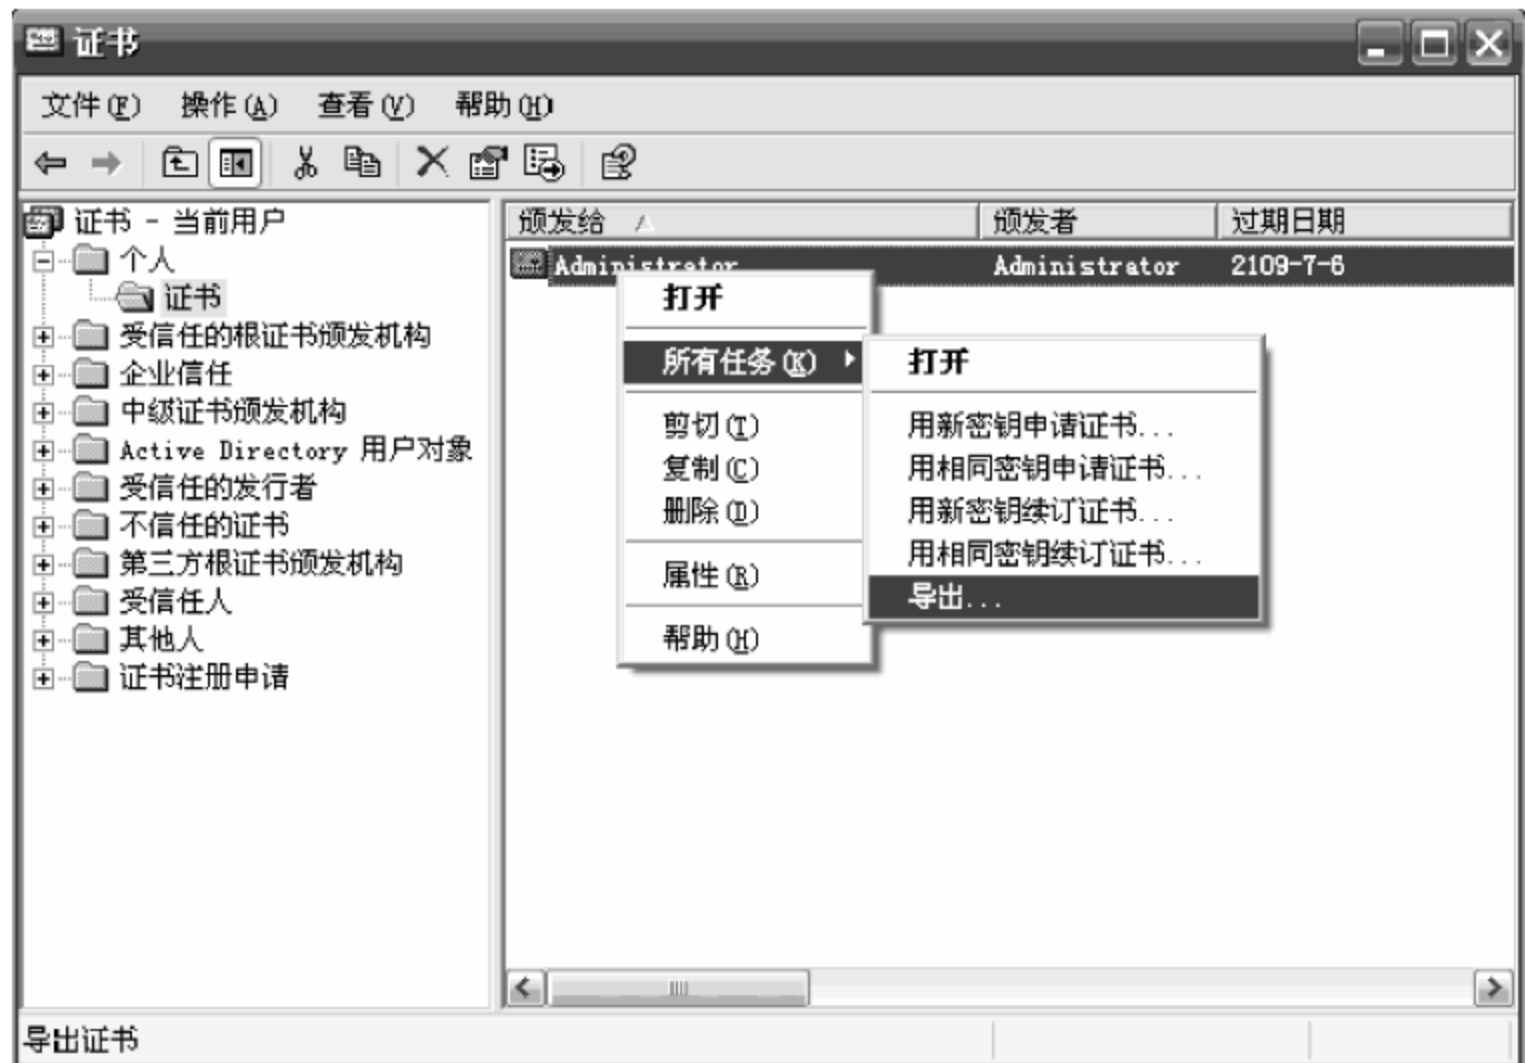 证书
文件(F) 操作(A) 查看(V) 帮助(H)
证书 - 当前用户
个人
证书
受信任的根证书颁发机构
企业信任
中级证书颁发机构
Active Directory 用户对象
受信任的发行者
不信任的证书
第三方根证书颁发机构
受信任人
其他人
证书注册申请
颁发给 颁发者 过期日期
Administrator Administrator 2109-7-6
打开
所有任务(K)
剪切(T)
复制(C)
删除(D)
属性(R)
帮助(H)
打开
用新密钥申请证书...
用相同密钥申请证书...
用新密钥续订证书...
用相同密钥续订证书...
导出...
导出证书